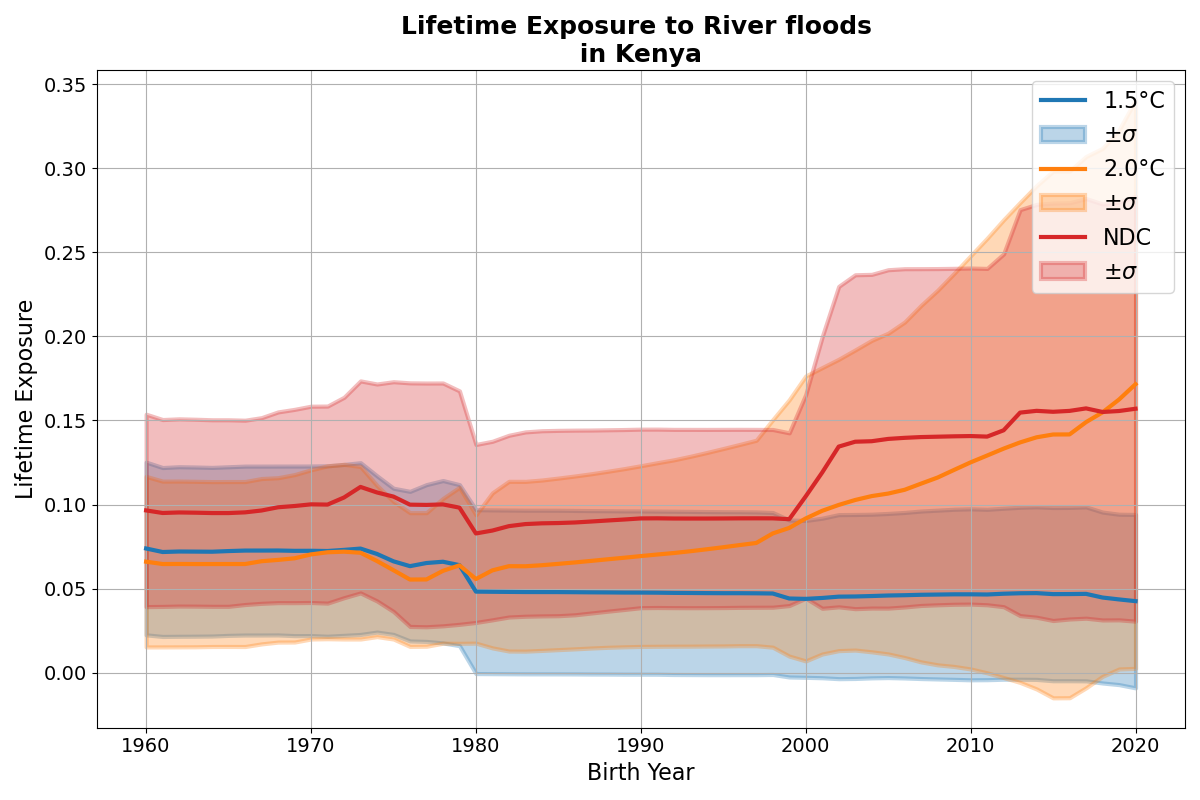 Lifetime Exposure to River floods
in Kenya
0.35
0.30
0.25
0.20
0.15
0.10
0.05
0.00
Lifetime Exposure
1.5°C
±σ
2.0°C
±σ
NDC
±σ
1960 1970 1980 1990 2000 2010 2020
Birth Year